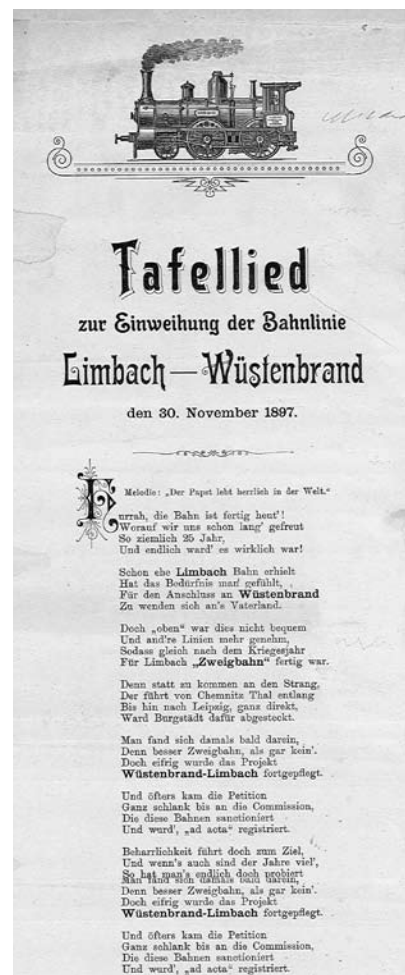 Tafellied
zur Einweihung der Bahnlinie
Limbach — Wüstenbrand
den 30. November 1897.
Melodie: „Der Papst lebt herrlich in der Welt.“
Hurrah, die Bahn ist fertig heut'!
Worauf wir uns schon lang' gefreut
So ziemlich 25 Jahr,
Und endlich ward' es wirklich war!
Schon ehe Limbach Bahn erhielt
Hat das Bedürfnis man gefühlt,
Für den Anschluss an Wüstenbrand
Zu wenden sich an's Vaterland.
Doch „oben“ war dies nicht bequem
Und and're Linien mehr genehm,
Sodass gleich nach dem Kriegesjahr
Für Limbach „Zweigbahn“ fertig war.
Denn statt zu kommen an den Strang,
Der führt von Chemnitz Thal entlang
Bis hin nach Leipzig, ganz direkt,
Ward Burgstädt dafür abgesteckt.
Man fand sich damals bald darein,
Denn besser Zweigbahn, als gar kein'.
Doch eifrig wurde das Projekt
Wüstenbrand-Limbach fortgepflegt.
Und öfters kam die Petition
Ganz schlank bis an die Commission,
Die diese Bahnen sanctioniert
Und wurd', „ad acta“ registriert.
Beharrlichkeit führt doch zum Ziel,
Und wenn's auch sind der Jahre viel',
So hat man's endlich doch probiert
Man fand sich damals bald darein,
Denn besser Zweigbahn, als gar kein'.
Doch eifrig wurde das Projekt
Wüstenbrand-Limbach fortgepflegt.
Und öfters kam die Petition
Ganz schlank bis an die Commission,
Die diese Bahnen sanctioniert
Und wurd', „ad acta“ registriert.